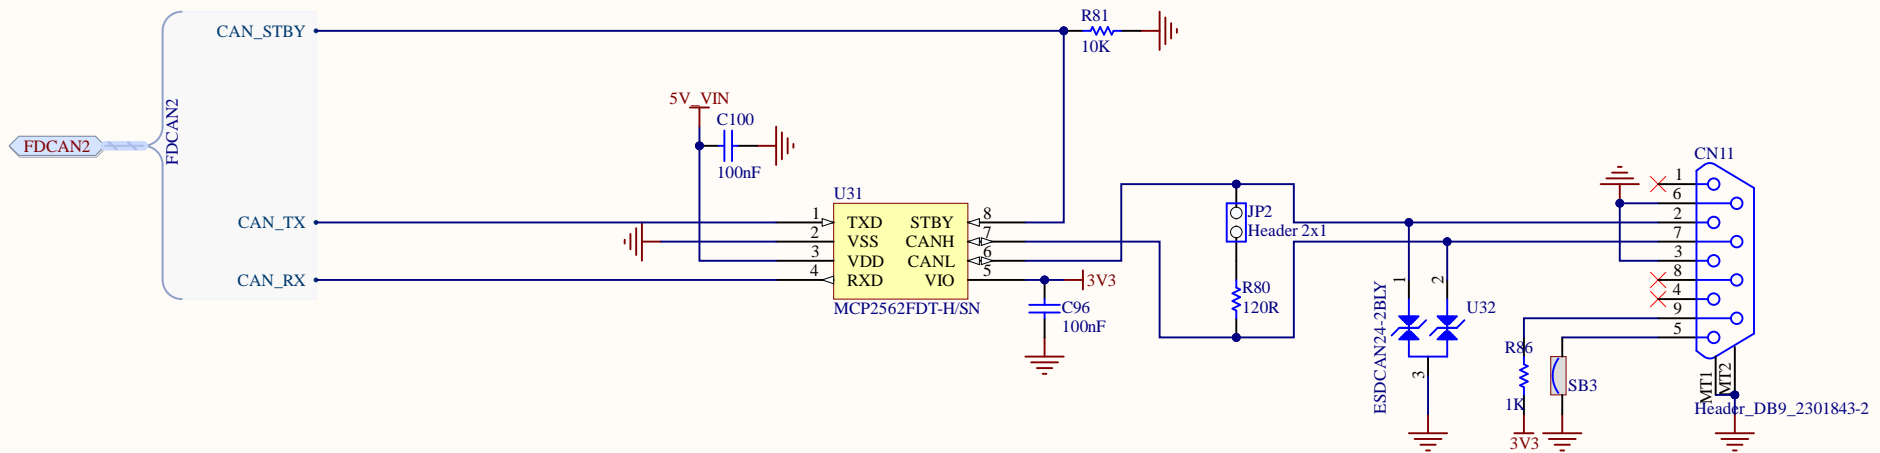 CAN_STBY
R81
10K
5V_VIN
C100
100nF
FDCAN2
FDCAN2
CAN_TX
CAN_RX
U31
1 TXD STBY 8
2 VSS CANH 7
3 VDD CANL 6
4 RXD VIO 5
MCP2562FDT-H/SN
3V3
C96
100nF
JP2
Header 2x1
R80
120R
1
2
3
ESDCAN24-2BLY
U32
CN11
1
6
2
7
3
8
4
9
5
R86
1K
3V3
SB3
MT1
MT2
Header_DB9_2301843-2